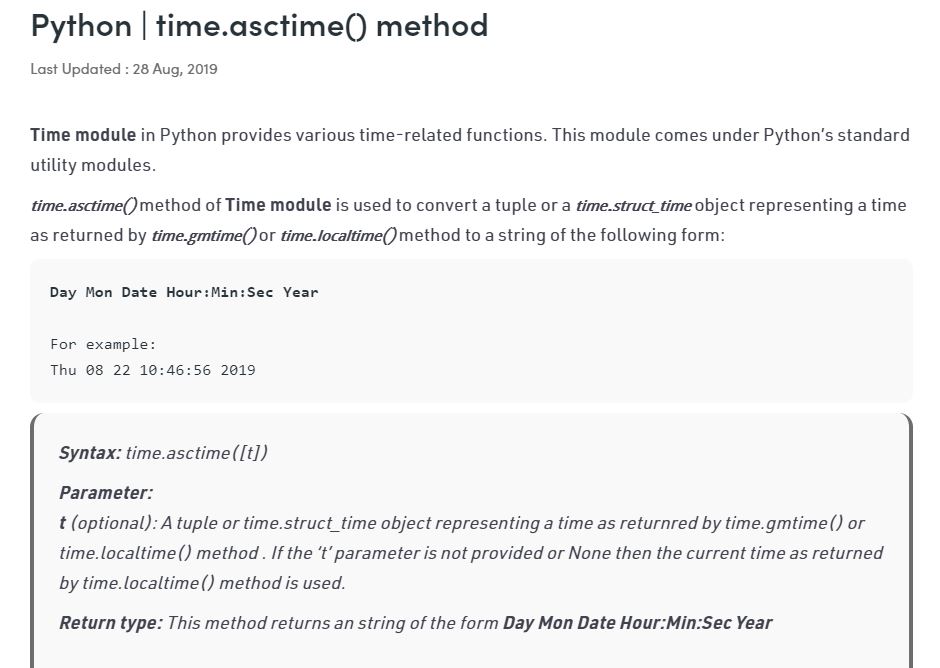 Python | time.asctime() method
Last Updated : 28 Aug, 2019
Time module in Python provides various time-related functions. This module comes under Python’s standard
utility modules.
time.asctime() method of Time module is used to convert a tuple or a time.struct_time object representing a time
as returned by time.gmtime() or time.localtime() method to a string of the following form:
Day Mon Date Hour:Min:Sec Year
For example:
Thu 08 22 10:46:56 2019
Syntax: time.asctime([t])
Parameter:
t (optional): A tuple or time.struct_time object representing a time as returnred by time.gmtime() or
time.localtime() method . If the ‘t’ parameter is not provided or None then the current time as returned
by time.localtime() method is used.
Return type: This method returns an string of the form Day Mon Date Hour:Min:Sec Year